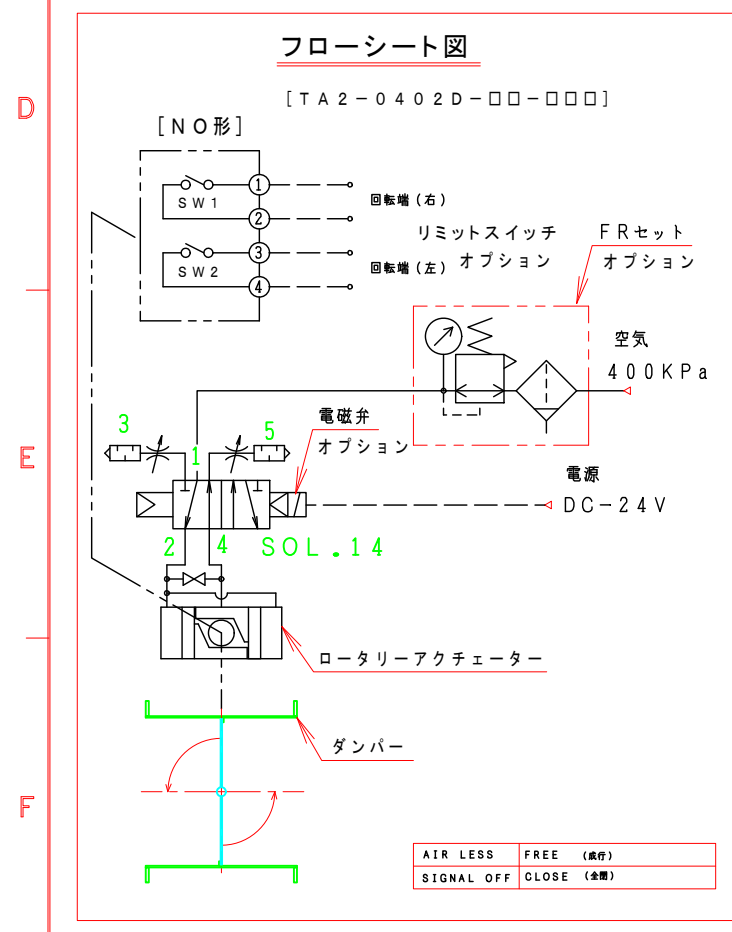 フローシート図
[TA2-0402D-□□-□□□]
D
[NO形]
1
SW1
2
回転端(右)
3
SW2
4
回転端(左)
リミットスイッチ
オプション
FRセット
オプション
空気
400KPa
電磁弁
オプション
3
1
5
E
電源
DC-24V
2
4
SOL.14
ロータリーアクチェーター
ダンパー
F
AIR LESS FREE (成行)
SIGNAL OFF CLOSE (全閉)